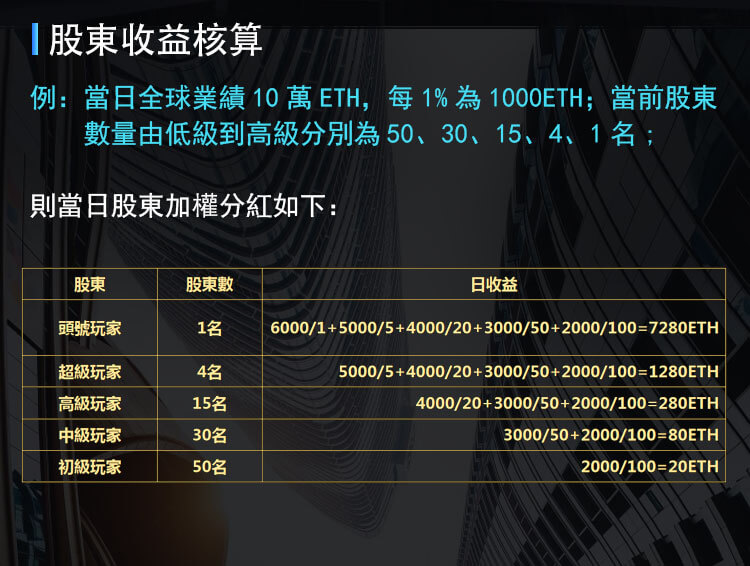 股東收益核算
例：當日全球業績 10 萬 ETH，每 1% 為 1000ETH；當前股東
數量由低級到高級分別為 50、30、15、4、1 名；
則當日股東加權分紅如下：
股東 股東數 日收益
頭號玩家 1名 6000/1+5000/5+4000/20+3000/50+2000/100=7280ETH
超級玩家 4名 5000/5+4000/20+3000/50+2000/100=1280ETH
高級玩家 15名 4000/20+3000/50+2000/100=280ETH
中級玩家 30名 3000/50+2000/100=80ETH
初級玩家 50名 2000/100=20ETH